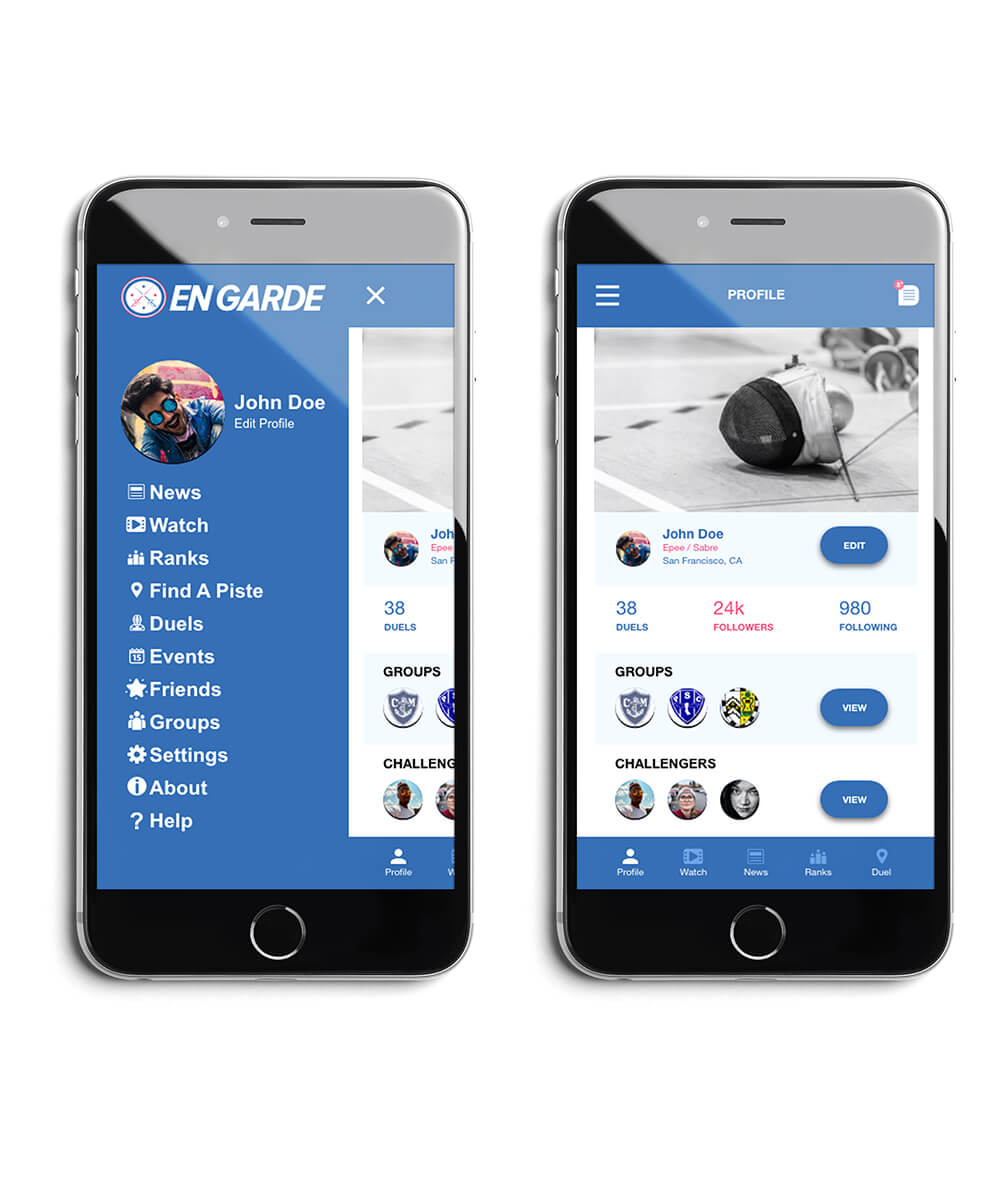 EN GARDE
John Doe
Edit Profile
News
Watch
Ranks
Find A Piste
Duels
15
Events
Friends
Groups
Settings
About
Help
Joh
Epee
San F
38
DUELS
GROUPS
C M
CHALLENG
Profile
W
PROFILE
John Doe
Epee / Sabre
San Francisco, CA
EDIT
38
DUELS
24k
FOLLOWERS
980
FOLLOWING
GROUPS
C M
P S C
VIEW
CHALLENGERS
VIEW
Profile
Watch
News
Ranks
Duel